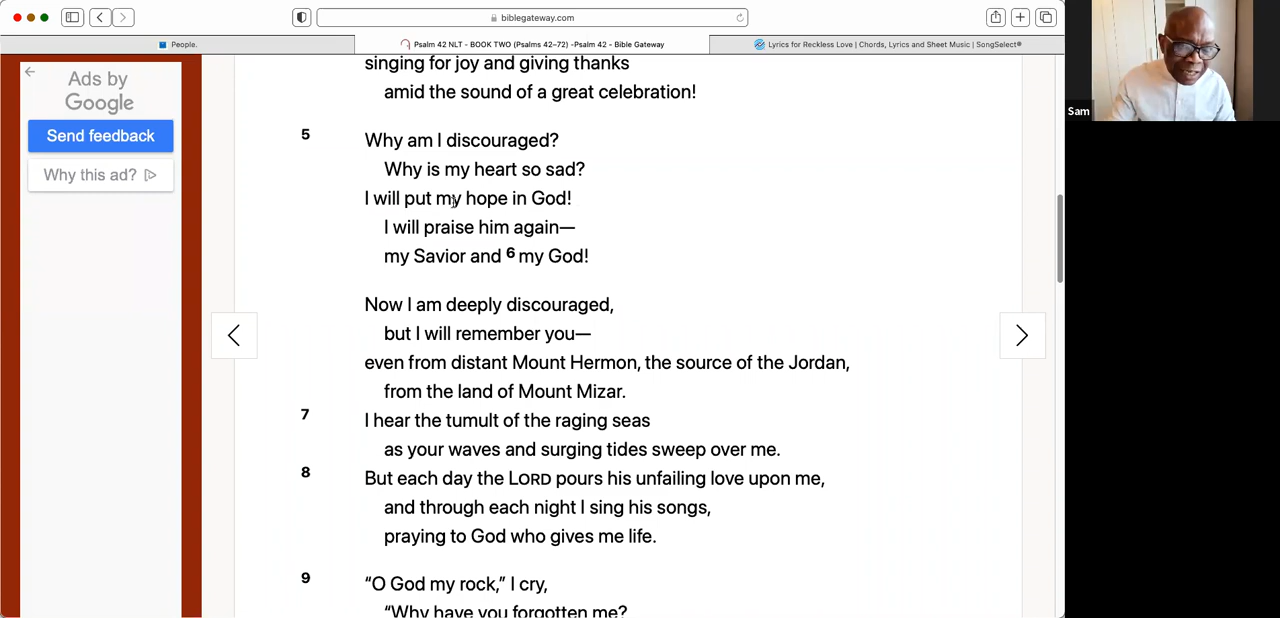 biblegateway.com
People.
Psalm 42 NLT - BOOK TWO (Psalms 42–72) -Psalm 42 - Bible Gateway
Lyrics for Reckless Love | Chords, Lyrics and Sheet Music | SongSelect®
Ads by
Google
Send feedback
Why this ad?
Sam
singing for joy and giving thanks
amid the sound of a great celebration!
5 Why am I discouraged?
Why is my heart so sad?
I will put my hope in God!
I will praise him again—
my Savior and 6 my God!
Now I am deeply discouraged,
but I will remember you—
even from distant Mount Hermon, the source of the Jordan,
from the land of Mount Mizar.
7 I hear the tumult of the raging seas
as your waves and surging tides sweep over me.
8 But each day the LORD pours his unfailing love upon me,
and through each night I sing his songs,
praying to God who gives me life.
9 “O God my rock,” I cry,
“Why have you forgotten me?